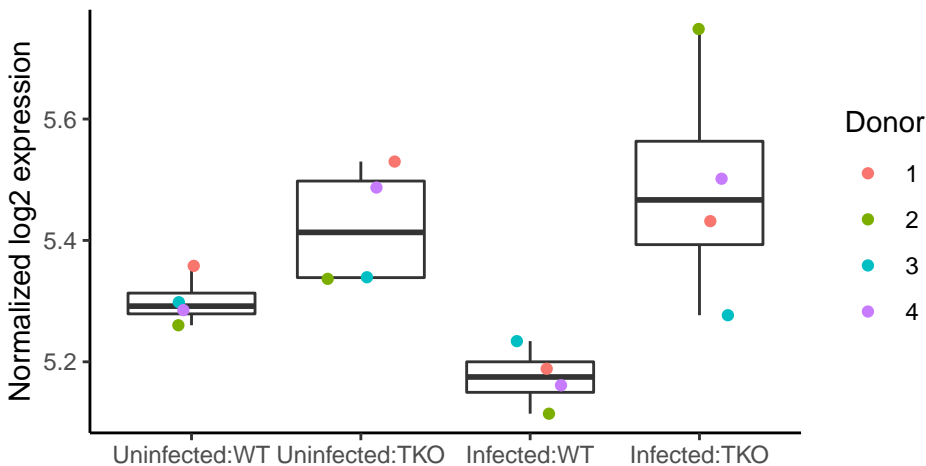 Normalized log2 expression
5.6
5.4
5.2
Uninfected:WT Uninfected:TKO Infected:WT Infected:TKO
Donor
1
2
3
4